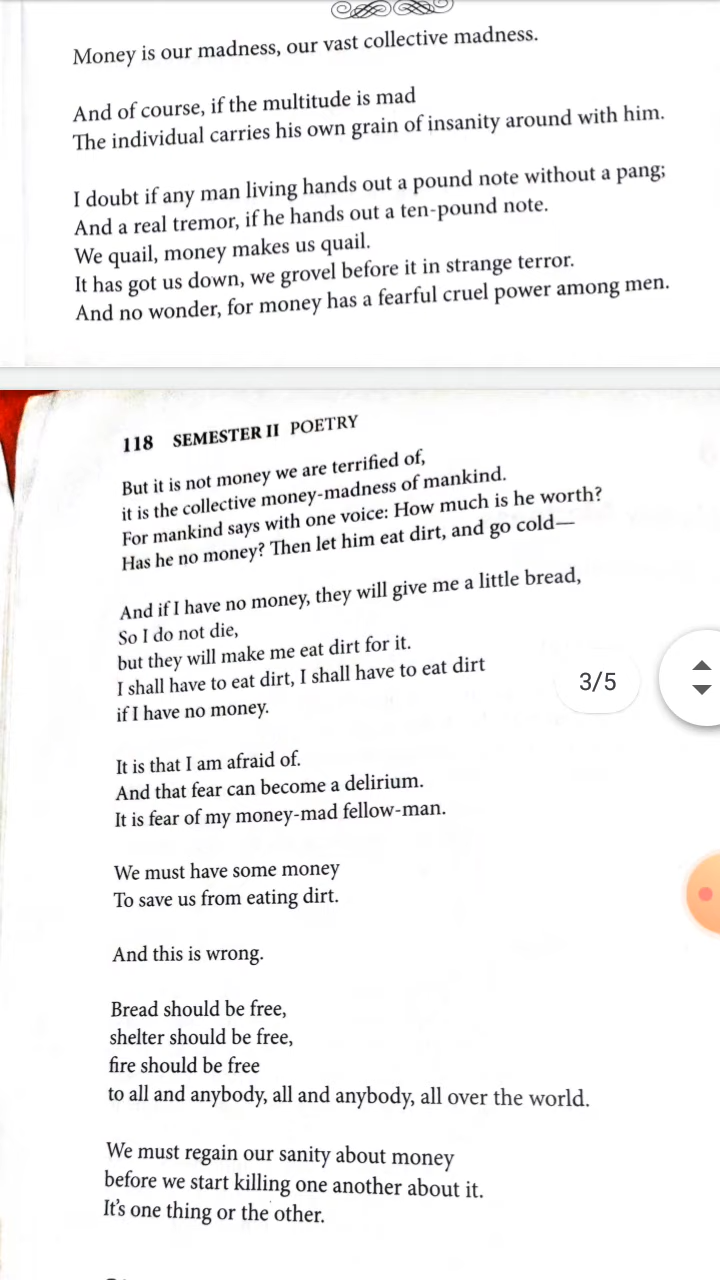 Money is our madness, our vast collective madness.
And of course, if the multitude is mad
The individual carries his own grain of insanity around with him.
I doubt if any man living hands out a pound note without a pang;
And a real tremor, if he hands out a ten-pound note.
We quail, money makes us quail.
It has got us down, we grovel before it in strange terror.
And no wonder, for money has a fearful cruel power among men.
118 SEMESTER II POETRY
But it is not money we are terrified of,
it is the collective money-madness of mankind.
For mankind says with one voice: How much is he worth?
Has he no money? Then let him eat dirt, and go cold—
And if I have no money, they will give me a little bread,
So I do not die,
but they will make me eat dirt for it.
I shall have to eat dirt, I shall have to eat dirt
if I have no money.
3/5
It is that I am afraid of.
And that fear can become a delirium.
It is fear of my money-mad fellow-man.
We must have some money
To save us from eating dirt.
And this is wrong.
Bread should be free,
shelter should be free,
fire should be free
to all and anybody, all and anybody, all over the world.
We must regain our sanity about money
before we start killing one another about it.
It's one thing or the other.